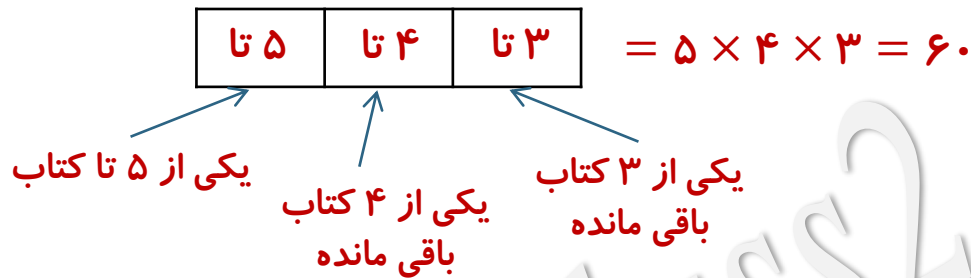 ۵ تا ۴ تا ۳ تا = ۵ × ۴ × ۳ = ۶۰
یکی از ۵ تا کتاب
یکی از ۴ کتاب
باقی مانده
یکی از ۳ کتاب
باقی مانده